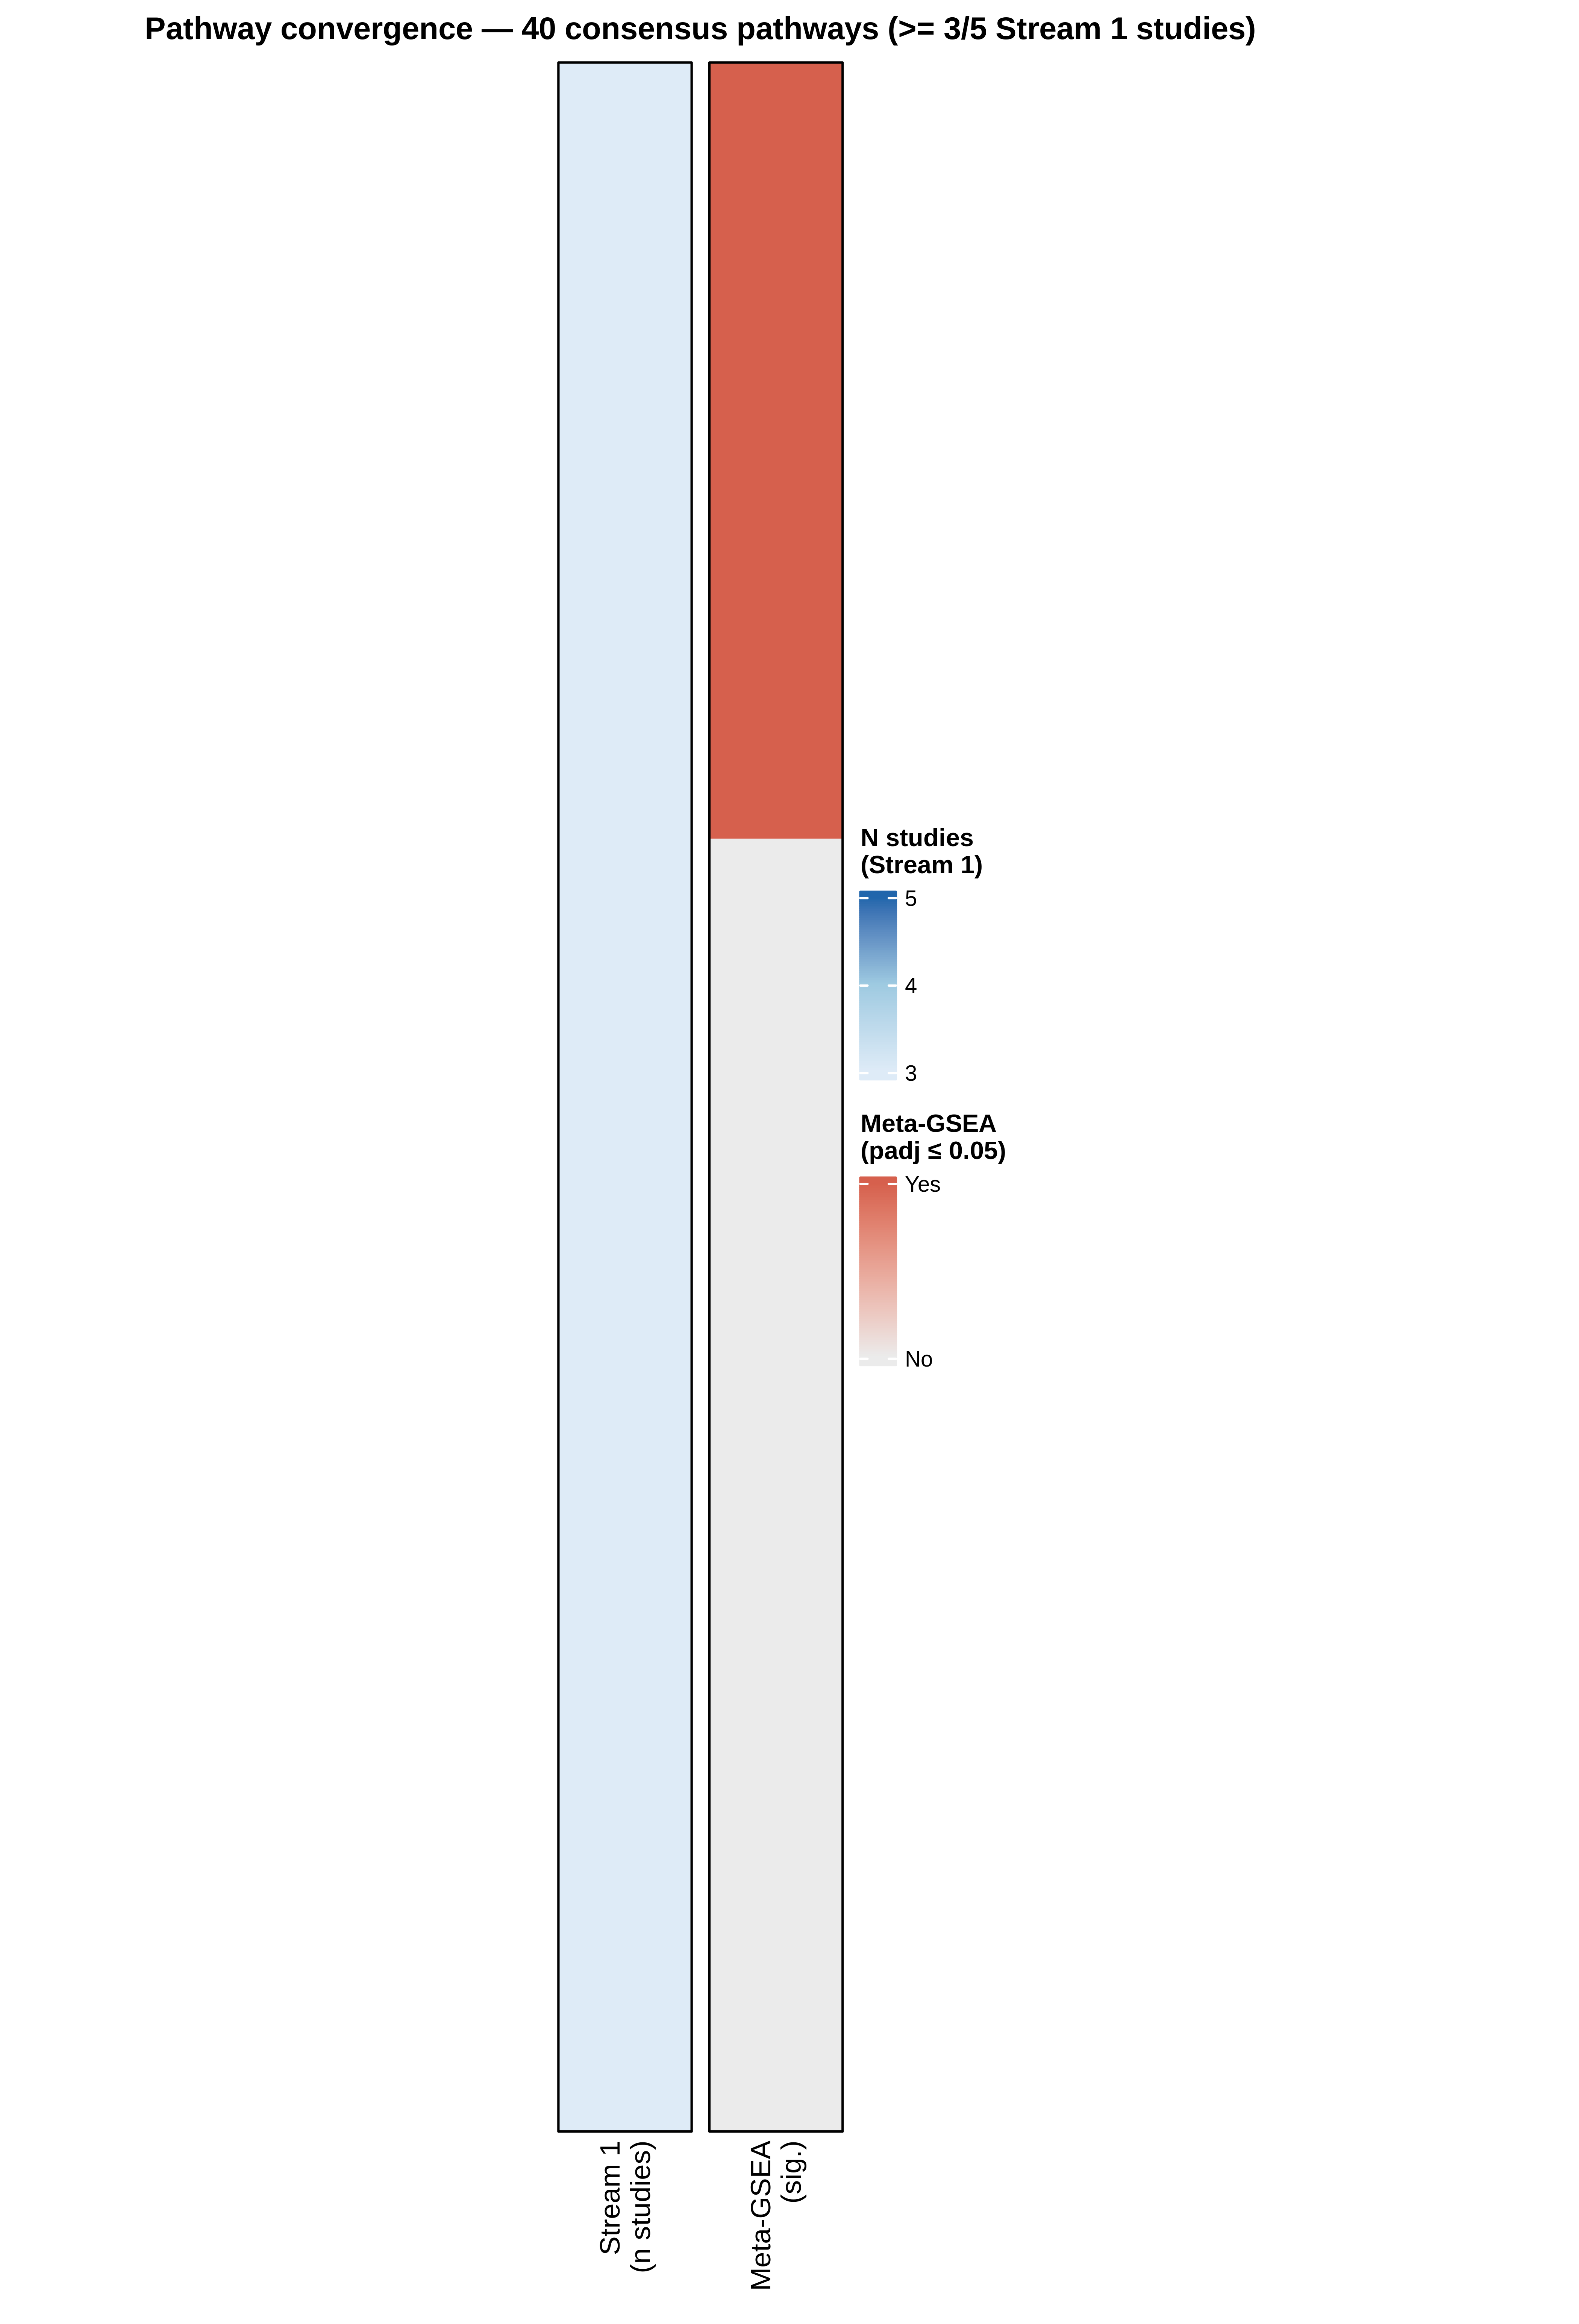 Pathway convergence — 40 consensus pathways (>= 3/5 Stream 1 studies)
N studies
(Stream 1)
5
4
3
Meta-GSEA
(padj ≤ 0.05)
Yes
No
Stream 1
(n studies)
Meta-GSEA
(sig.)